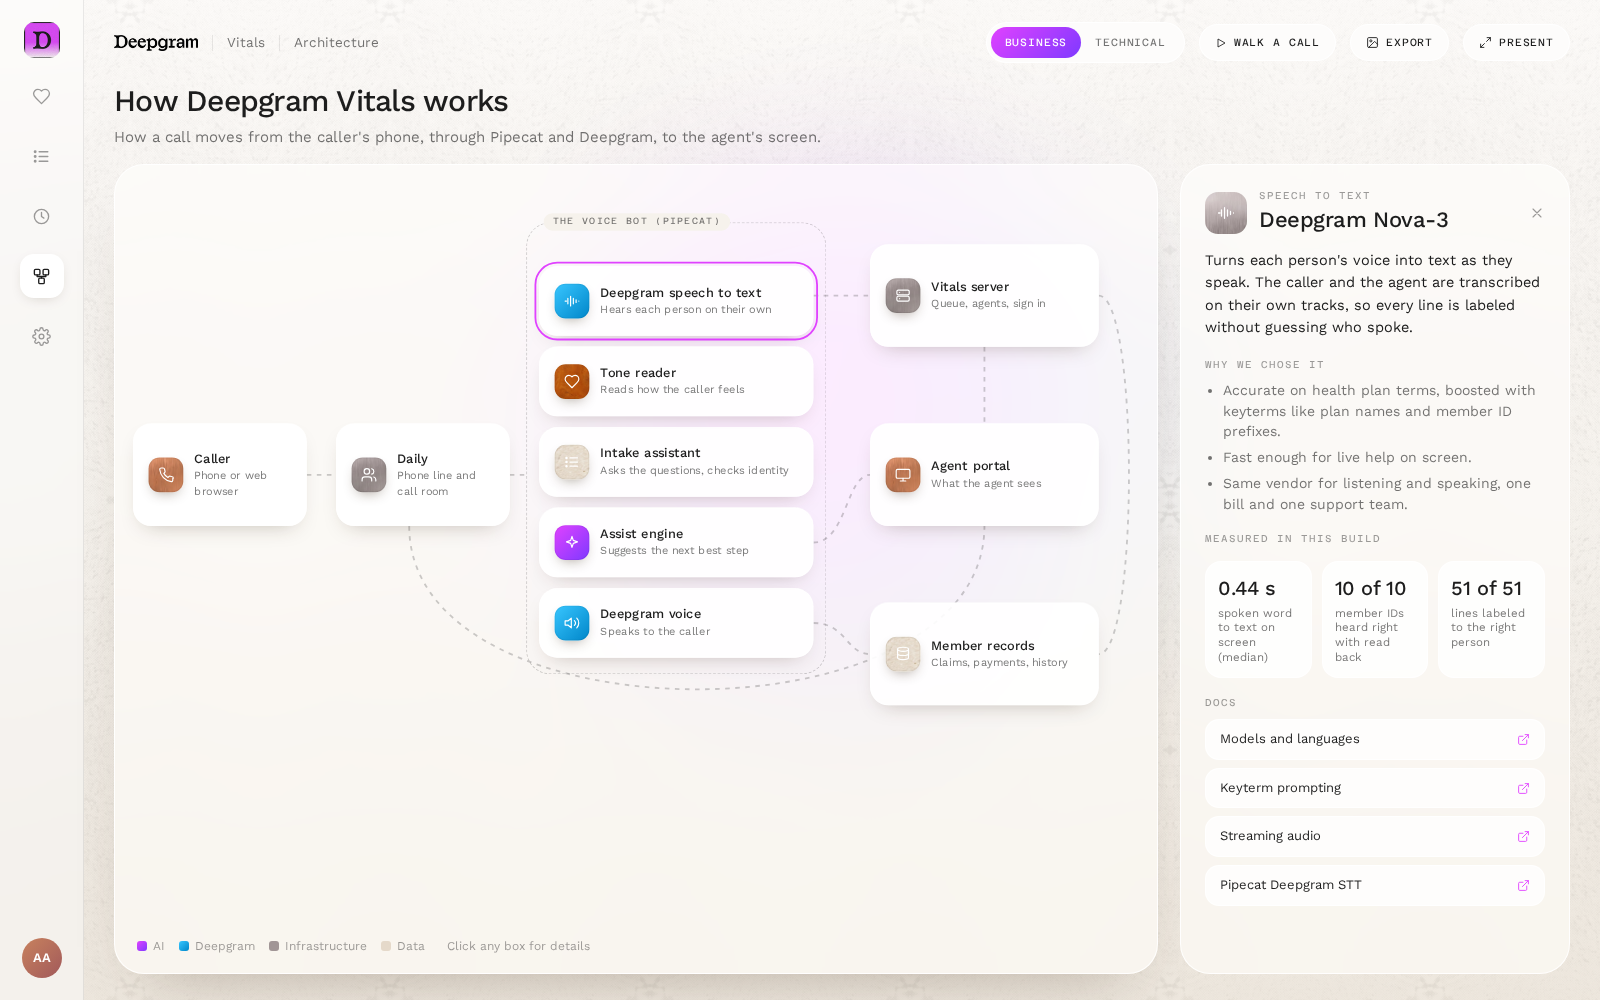 D
Deepgram
Vitals
Architecture
BUSINESS
TECHNICAL
WALK A CALL
EXPORT
PRESENT
How Deepgram Vitals works
How a call moves from the caller's phone, through Pipecat and Deepgram, to the agent's screen.
THE VOICE BOT (PIPECAT)
Caller
Phone or web
browser
Daily
Phone line and
call room
Deepgram speech to text
Hears each person on their own
Tone reader
Reads how the caller feels
Intake assistant
Asks the questions, checks identity
Assist engine
Suggests the next best step
Deepgram voice
Speaks to the caller
Vitals server
Queue, agents, sign in
Agent portal
What the agent sees
Member records
Claims, payments, history
AI
Deepgram
Infrastructure
Data
Click any box for details
SPEECH TO TEXT
Deepgram Nova-3
Turns each person's voice into text as they
speak. The caller and the agent are transcribed
on their own tracks, so every line is labeled
without guessing who spoke.
WHY WE CHOSE IT
• Accurate on health plan terms, boosted with
keyterms like plan names and member ID
prefixes.
• Fast enough for live help on screen.
• Same vendor for listening and speaking, one
bill and one support team.
MEASURED IN THIS BUILD
0.44 s
spoken word
to text on
screen
(median)
10 of 10
member IDs
heard right
with read
back
51 of 51
lines labeled
to the right
person
DOCS
Models and languages
Keyterm prompting
Streaming audio
Pipecat Deepgram STT
AA